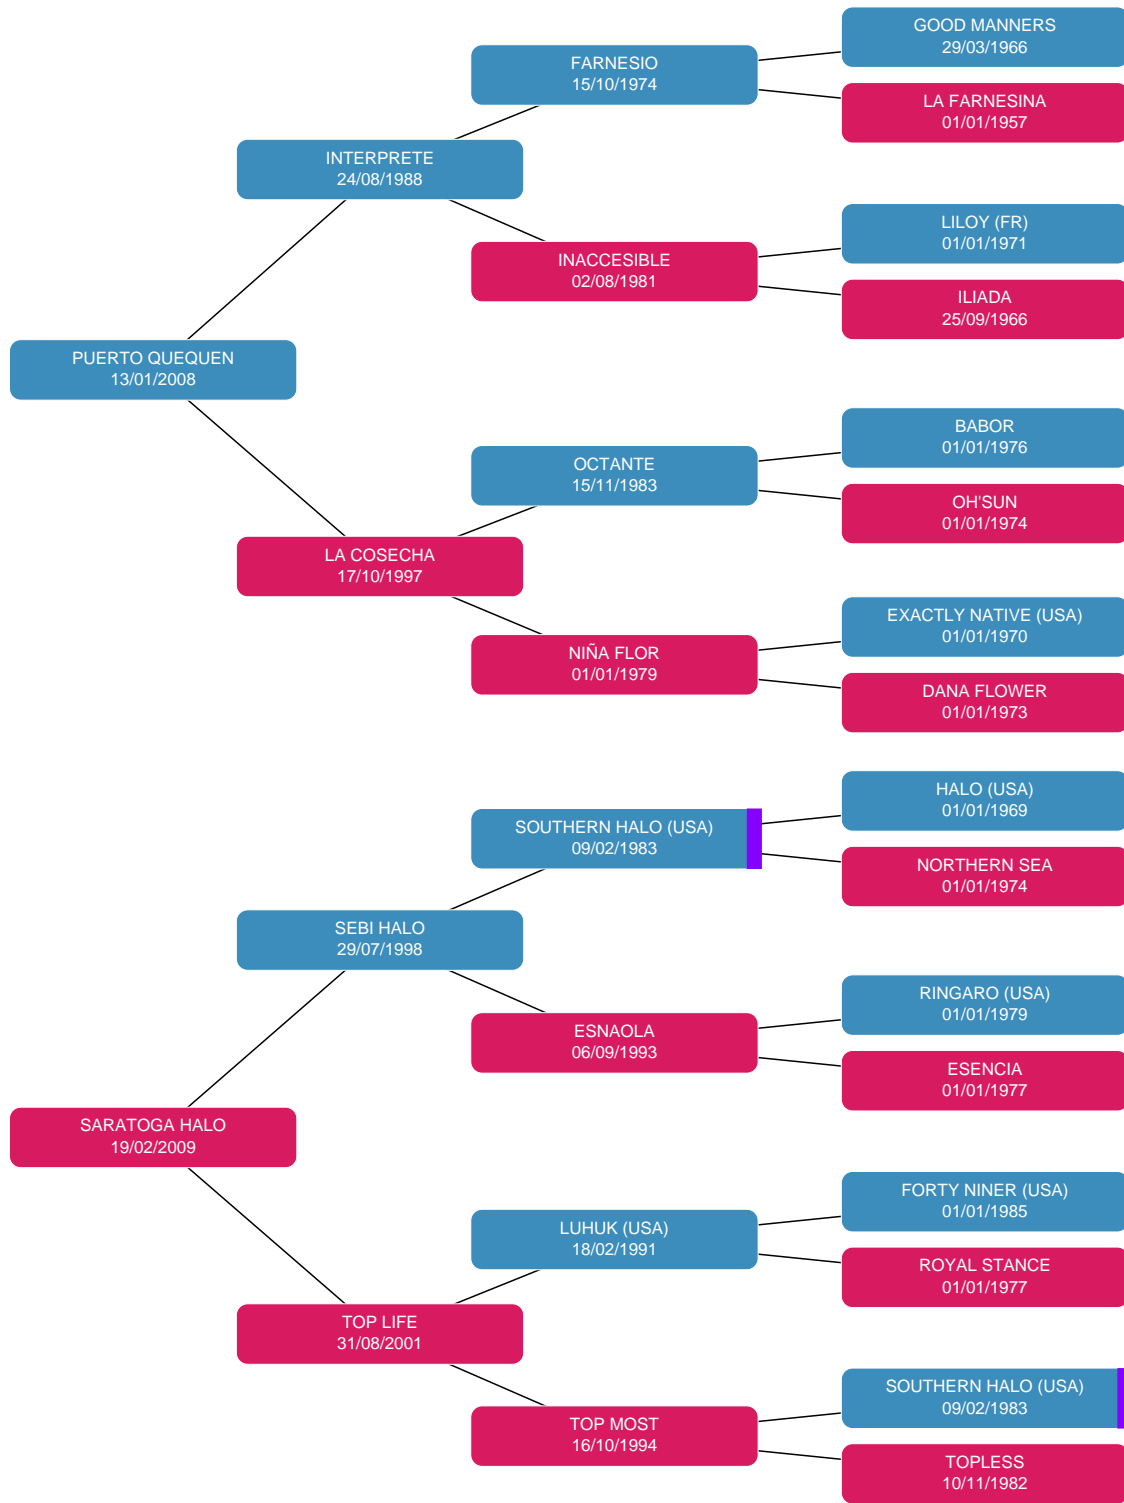 GOOD MANNERS
29/03/1966
FARNESIO
15/10/1974
LA FARNESINA
01/01/1957
INTERPRETE
24/08/1988
LILOY (FR)
01/01/1971
INACCESIBLE
02/08/1981
ILIADA
25/09/1966
PUERTO QUEQUEN
13/01/2008
BABOR
01/01/1976
OCTANTE
15/11/1983
OH'SUN
01/01/1974
LA COSECHA
17/10/1997
EXACTLY NATIVE (USA)
01/01/1970
NIÑA FLOR
01/01/1979
DANA FLOWER
01/01/1973
HALO (USA)
01/01/1969
SOUTHERN HALO (USA)
09/02/1983
NORTHERN SEA
01/01/1974
SEBI HALO
29/07/1998
RINGARO (USA)
01/01/1979
ESNAOLA
06/09/1993
ESENCIA
01/01/1977
SARATOGA HALO
19/02/2009
FORTY NINER (USA)
01/01/1985
LUHUK (USA)
18/02/1991
ROYAL STANCE
01/01/1977
TOP LIFE
31/08/2001
SOUTHERN HALO (USA)
09/02/1983
TOP MOST
16/10/1994
TOPLESS
10/11/1982